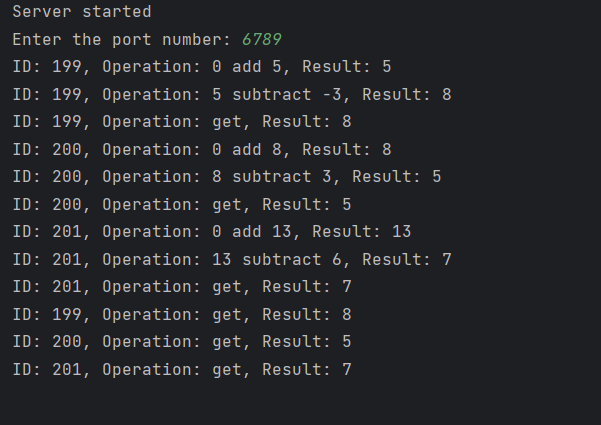 Server started
Enter the port number: 6789
ID: 199, Operation: 0 add 5, Result: 5
ID: 199, Operation: 5 subtract -3, Result: 8
ID: 199, Operation: get, Result: 8
ID: 200, Operation: 0 add 8, Result: 8
ID: 200, Operation: 8 subtract 3, Result: 5
ID: 200, Operation: get, Result: 5
ID: 201, Operation: 0 add 13, Result: 13
ID: 201, Operation: 13 subtract 6, Result: 7
ID: 201, Operation: get, Result: 7
ID: 199, Operation: get, Result: 8
ID: 200, Operation: get, Result: 5
ID: 201, Operation: get, Result: 7